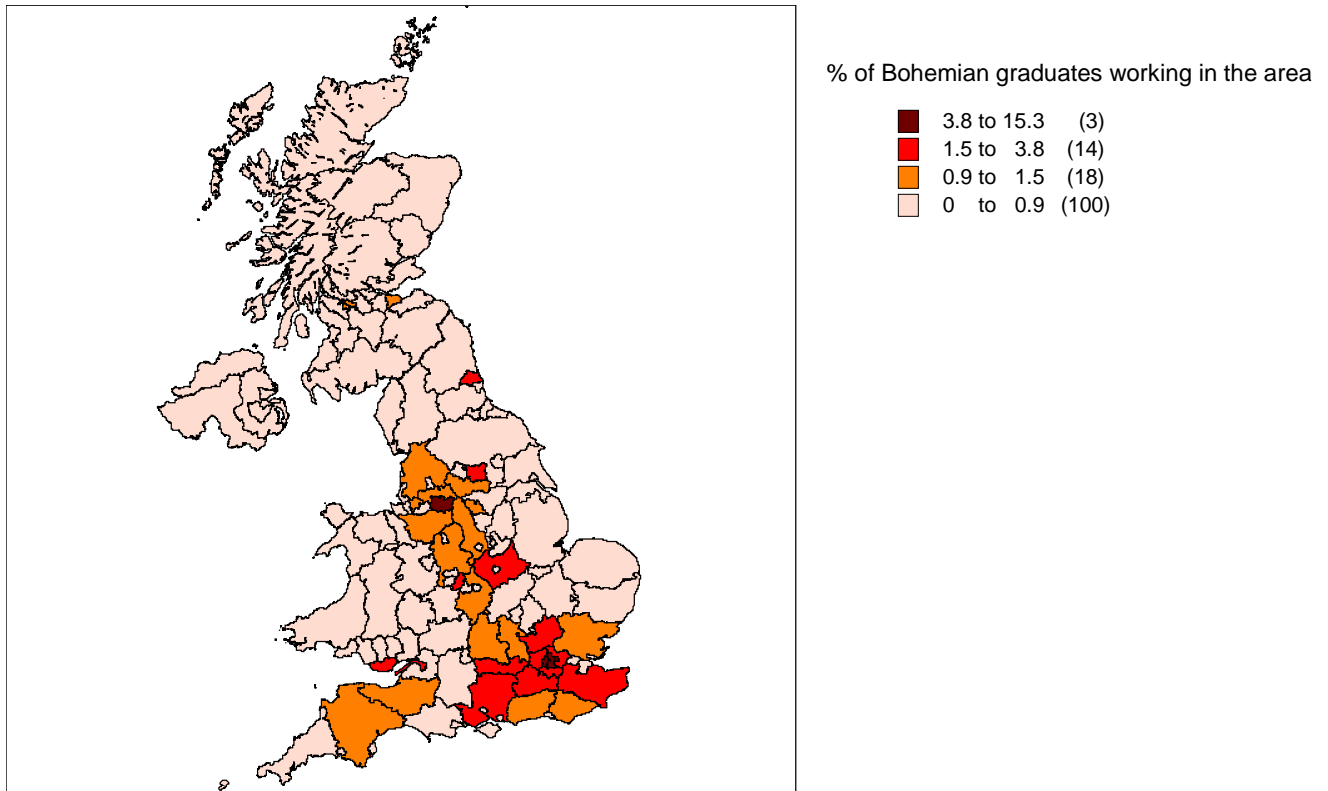 % of Bohemian graduates working in the area
3.8 to 15.3 (3)
1.5 to 3.8 (14)
0.9 to 1.5 (18)
0 to 0.9 (100)